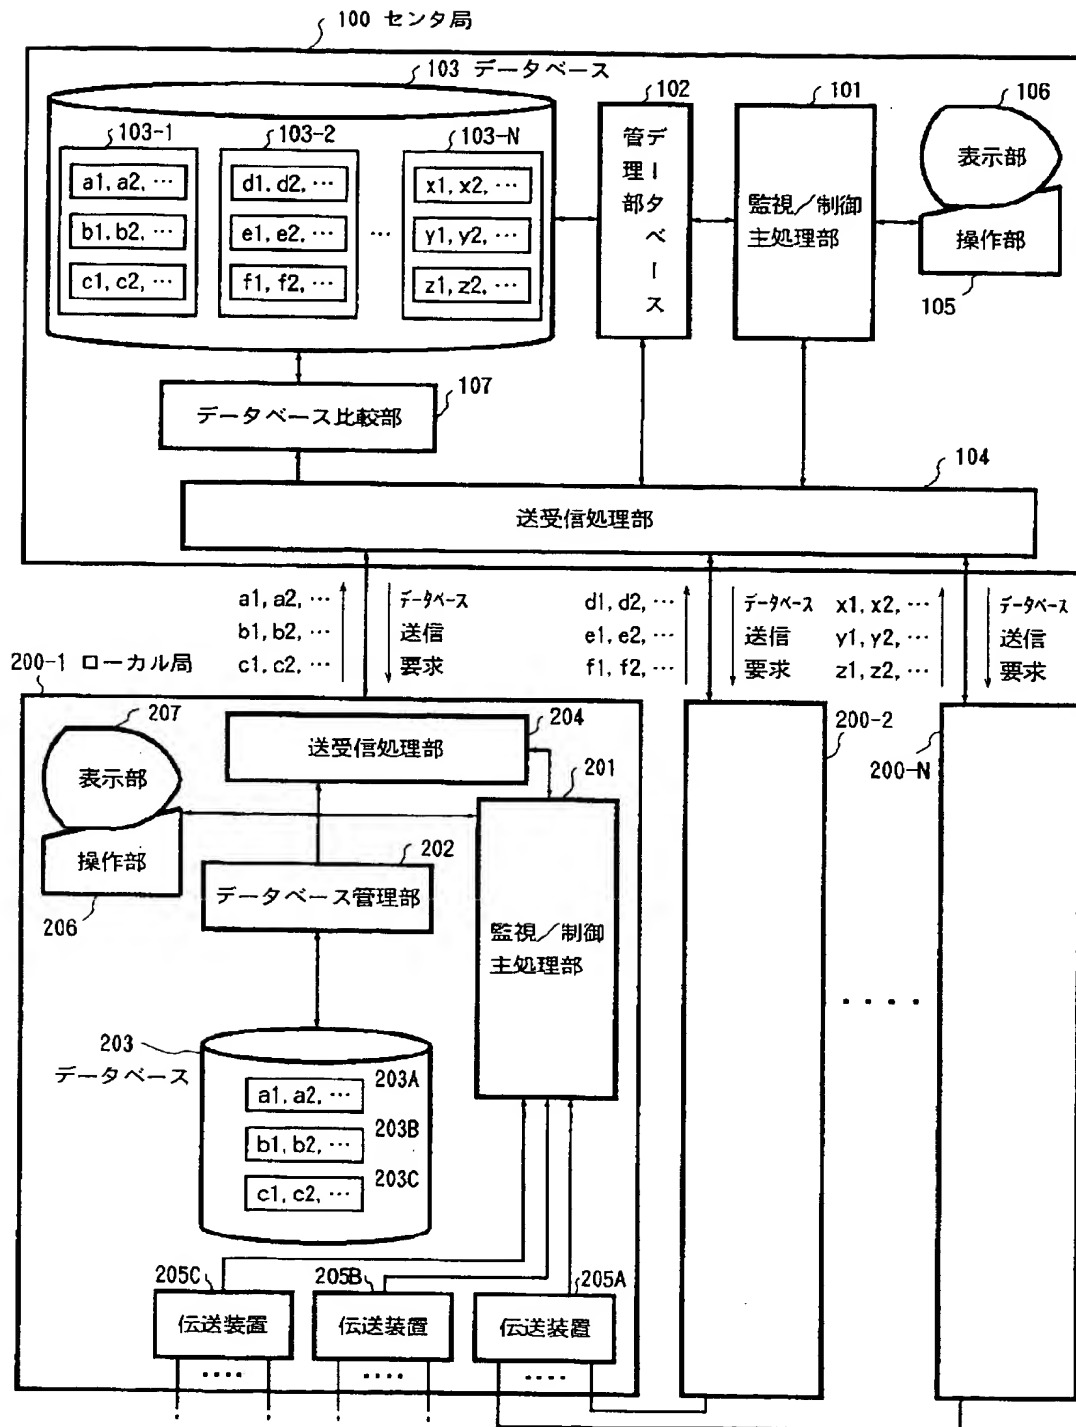 100 センタ局
103 データベース
102
101
106
103-1
103-2
103-N
a1, a2, …
b1, b2, …
c1, c2, …
d1, d2, …
e1, e2, …
f1, f2, …
…
x1, x2, …
y1, y2, …
z1, z2, …
データベース
管理部
監視／制御
主処理部
表示部
操作部
105
データベース比較部
107
104
送受信処理部
a1, a2, …
b1, b2, …
c1, c2, …
データベース
送信
要求
d1, d2, …
e1, e2, …
f1, f2, …
データベース
送信
要求
x1, x2, …
y1, y2, …
z1, z2, …
データベース
送信
要求
200-1 ローカル局
207
表示部
操作部
206
204
送受信処理部
201
監視／制御
主処理部
202
データベース管理部
203
データベース
203A
a1, a2, …
203B
b1, b2, …
203C
c1, c2, …
205C
伝送装置
205B
伝送装置
205A
伝送装置
200-2
200-N